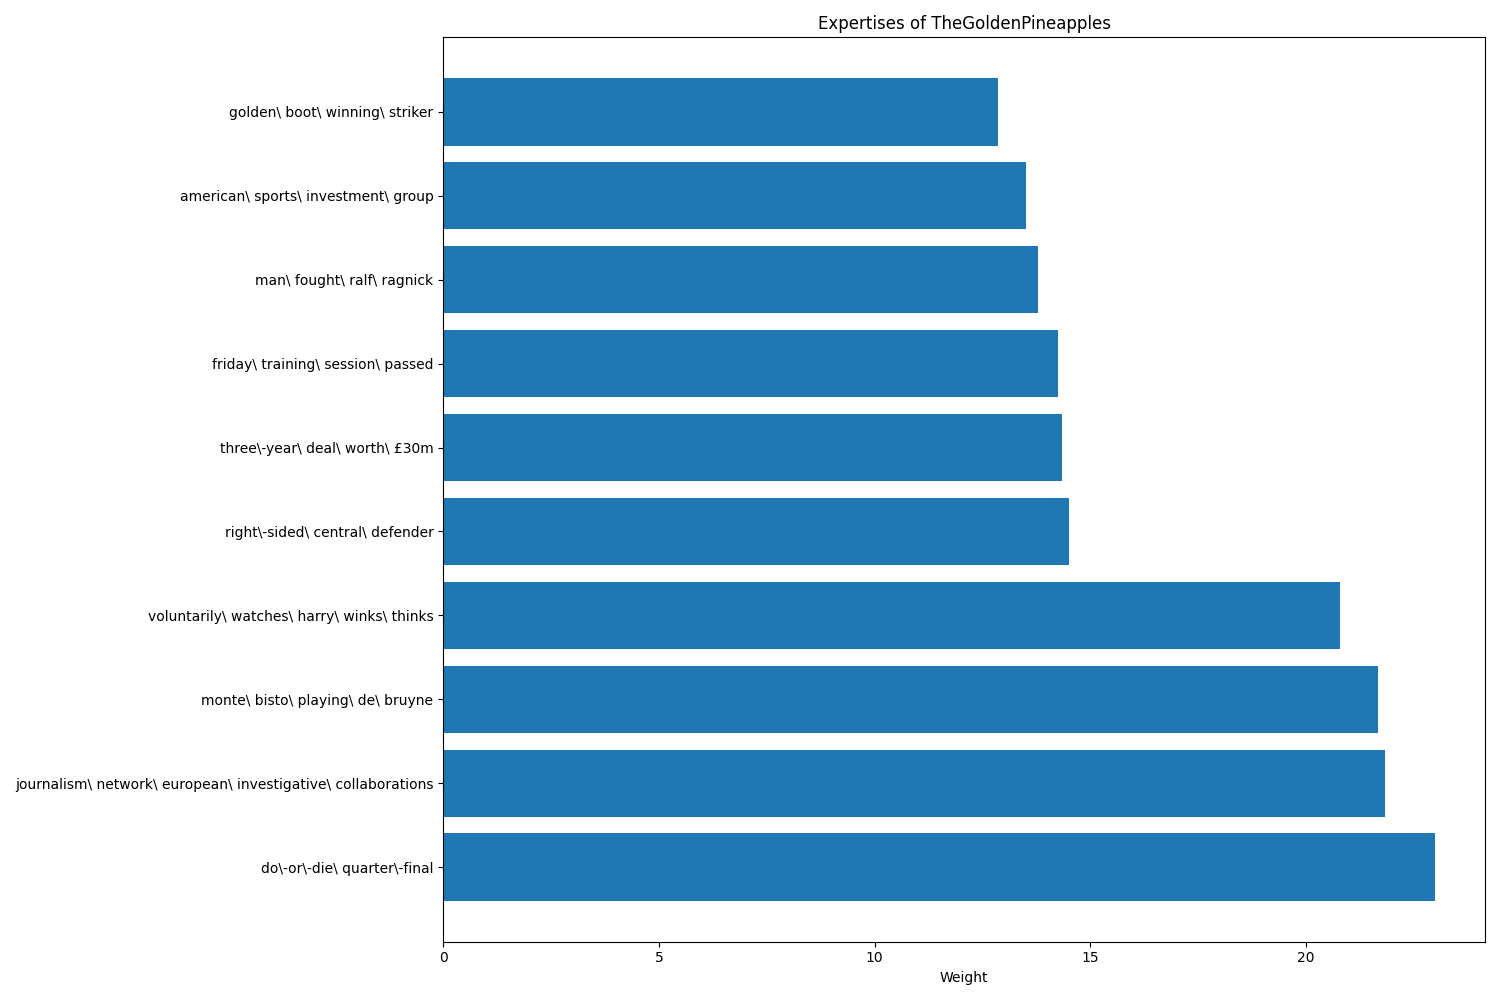 Expertises of TheGoldenPineapples
golden\ boot\ winning\ striker
american\ sports\ investment\ group
man\ fought\ ralf\ ragnick
friday\ training\ session\ passed
three\-year\ deal\ worth\ £30m
right\-sided\ central\ defender
voluntarily\ watches\ harry\ winks\ thinks
monte\ bisto\ playing\ de\ bruyne
journalism\ network\ european\ investigative\ collaborations
do\-or\-die\ quarter\-final
0 5 10 15 20
Weight